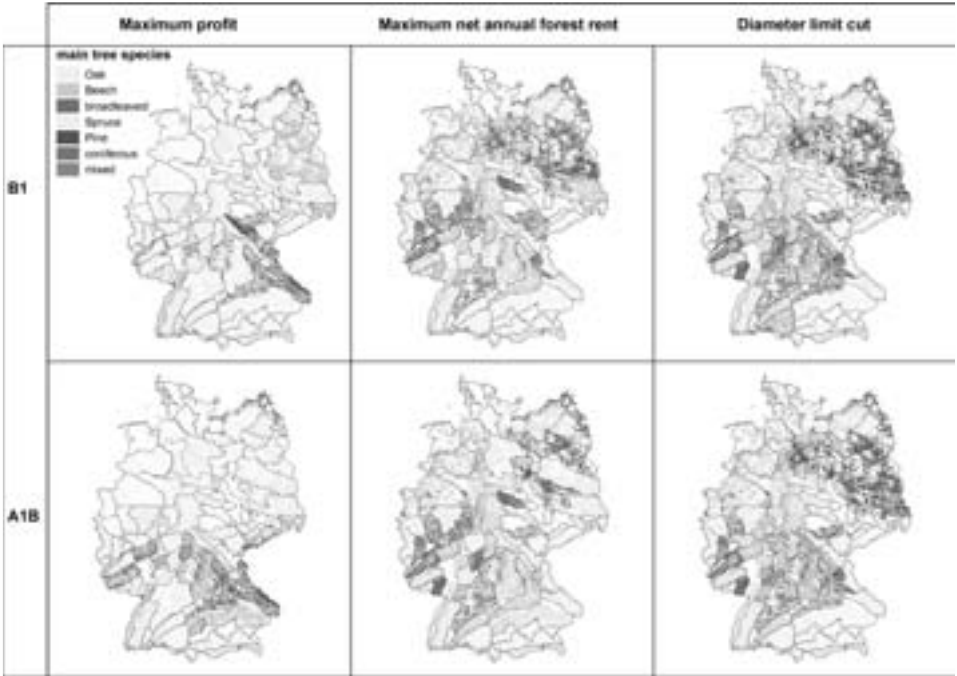 Maximum profit
Maximum net annual forest rent
Diameter limit cut
B1
main tree species
Oak
Beech
broadleaved
Spruce
Pine
coniferous
mixed
A1B